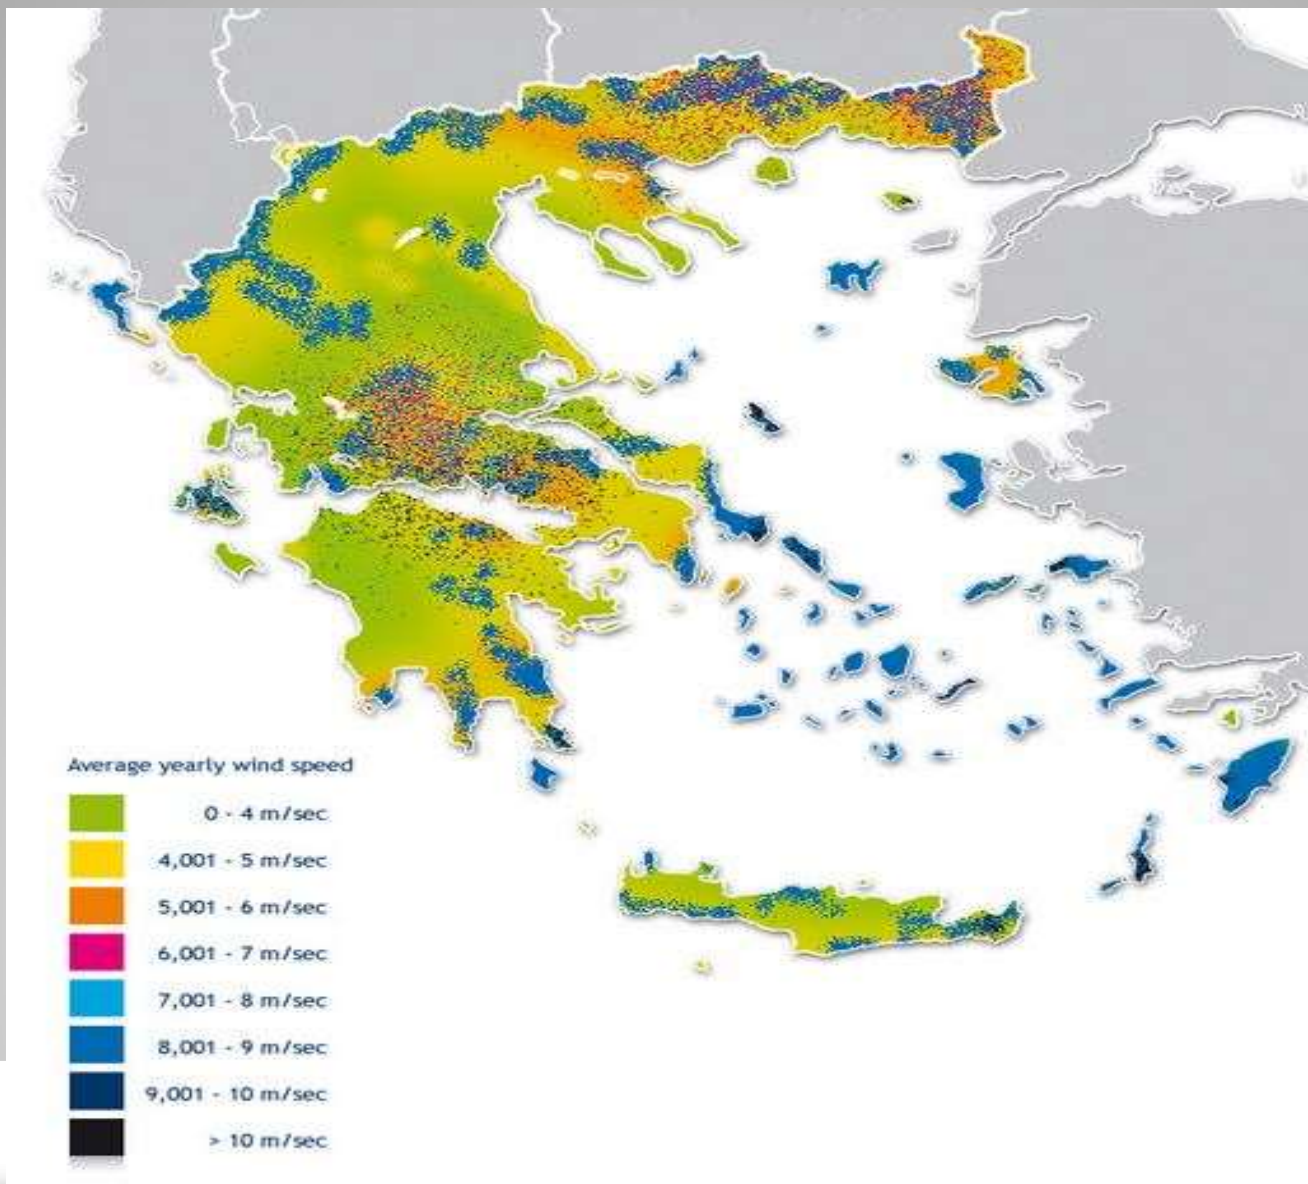 Average yearly wind speed
0 - 4 m/sec
4,001 - 5 m/sec
5,001 - 6 m/sec
6,001 - 7 m/sec
7,001 - 8 m/sec
8,001 - 9 m/sec
9,001 - 10 m/sec
> 10 m/sec